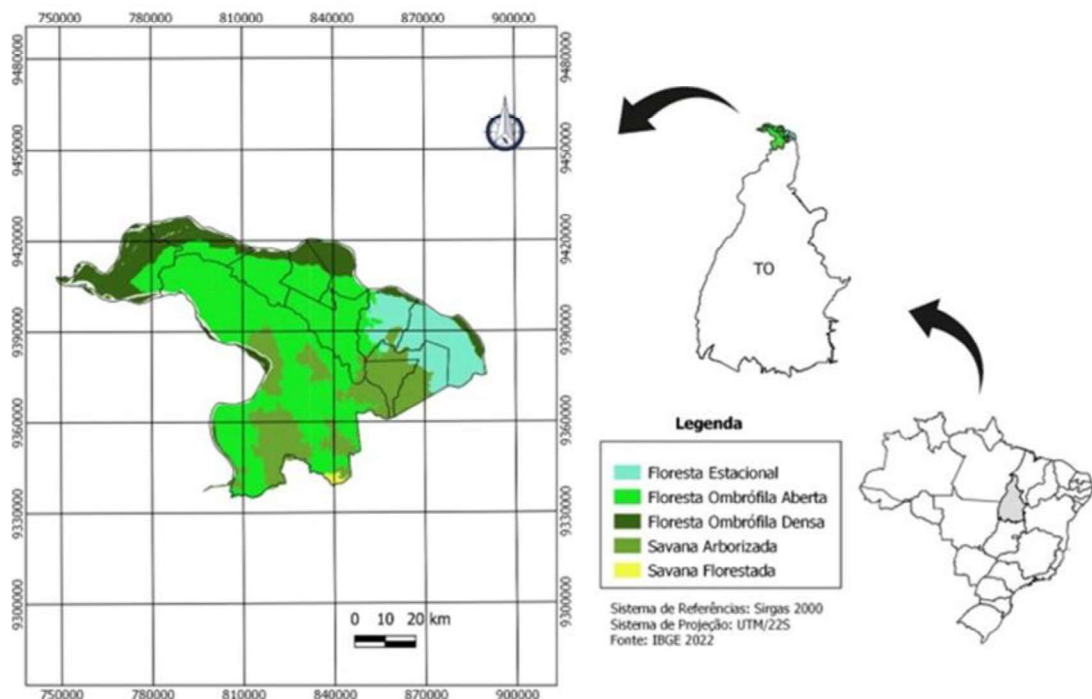 750000 780000 810000 840000 870000 900000
9480000 9480000
9450000 9450000
9420000 9420000
9390000 9390000
9360000 9360000
9330000 9330000
9300000 9300000
0 10 20 km
750000 780000 810000 840000 870000 900000
TO
Legenda
Floresta Estacional
Floresta Ombrófila Aberta
Floresta Ombrófila Densa
Savana Arborizada
Savana Florestada
Sistema de Referências: Sirgas 2000
Sistema de Projeção: UTM/22S
Fonte: IBGE 2022